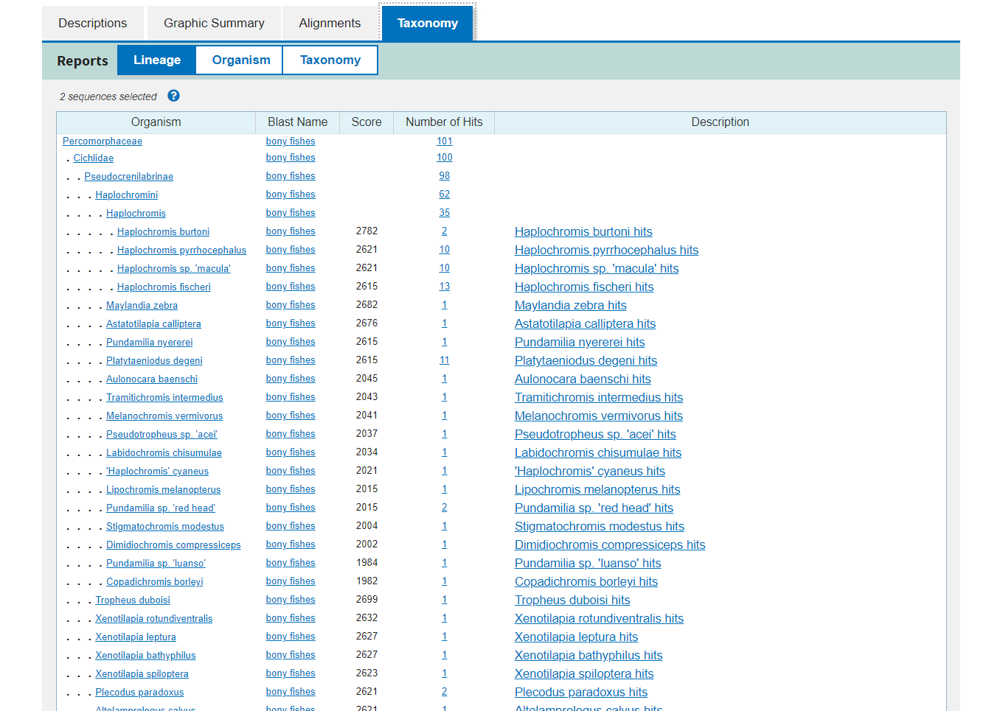 Descriptions Graphic Summary Alignments Taxonomy
Reports Lineage Organism Taxonomy
2 sequences selected ?
Organism Blast Name Score Number of Hits Description
Percomorphaceae bony fishes 101
. Cichlidae bony fishes 100
. . Pseudocrenilabrinae bony fishes 98
. . . Haplochromini bony fishes 62
. . . . Haplochromis bony fishes 35
. . . . . Haplochromis burtoni bony fishes 2782 2 Haplochromis burtoni hits
. . . . . Haplochromis pyrrhocephalus bony fishes 2621 10 Haplochromis pyrrhocephalus hits
. . . . . Haplochromis sp. 'macula' bony fishes 2621 10 Haplochromis sp. 'macula' hits
. . . . . Haplochromis fischeri bony fishes 2615 13 Haplochromis fischeri hits
. . . . Maylandia zebra bony fishes 2682 1 Maylandia zebra hits
. . . . Astatotilapia calliptera bony fishes 2676 1 Astatotilapia calliptera hits
. . . . Pundamilia nyererei bony fishes 2615 1 Pundamilia nyererei hits
. . . . Platytaeniodus degeni bony fishes 2615 11 Platytaeniodus degeni hits
. . . . Aulonocara baenschi bony fishes 2045 1 Aulonocara baenschi hits
. . . . Tramitichromis intermedius bony fishes 2043 1 Tramitichromis intermedius hits
. . . . Melanochromis vermivorus bony fishes 2041 1 Melanochromis vermivorus hits
. . . . Pseudotropheus sp. 'acei' bony fishes 2037 1 Pseudotropheus sp. 'acei' hits
. . . . Labidochromis chisumulae bony fishes 2034 1 Labidochromis chisumulae hits
. . . . 'Haplochromis' cyaneus bony fishes 2021 1 'Haplochromis' cyaneus hits
. . . . Lipochromis melanopterus bony fishes 2015 1 Lipochromis melanopterus hits
. . . . Pundamilia sp. 'red head' bony fishes 2015 2 Pundamilia sp. 'red head' hits
. . . . Stigmatochromis modestus bony fishes 2004 1 Stigmatochromis modestus hits
. . . . Dimidiochromis compressiceps bony fishes 2002 1 Dimidiochromis compressiceps hits
. . . . Pundamilia sp. 'luanso' bony fishes 1984 1 Pundamilia sp. 'luanso' hits
. . . . Copadichromis borleyi bony fishes 1982 1 Copadichromis borleyi hits
. . . Tropheus duboisi bony fishes 2699 1 Tropheus duboisi hits
. . . Xenotilapia rotundiventralis bony fishes 2632 1 Xenotilapia rotundiventralis hits
. . . Xenotilapia leptura bony fishes 2627 1 Xenotilapia leptura hits
. . . Xenotilapia bathyphilus bony fishes 2627 1 Xenotilapia bathyphilus hits
. . . Xenotilapia spiloptera bony fishes 2623 1 Xenotilapia spiloptera hits
. . . Plecodus paradoxus bony fishes 2621 2 Plecodus paradoxus hits
Altolamprologus calvus bony fishes 2621 1 Altolamprologus calvus hits